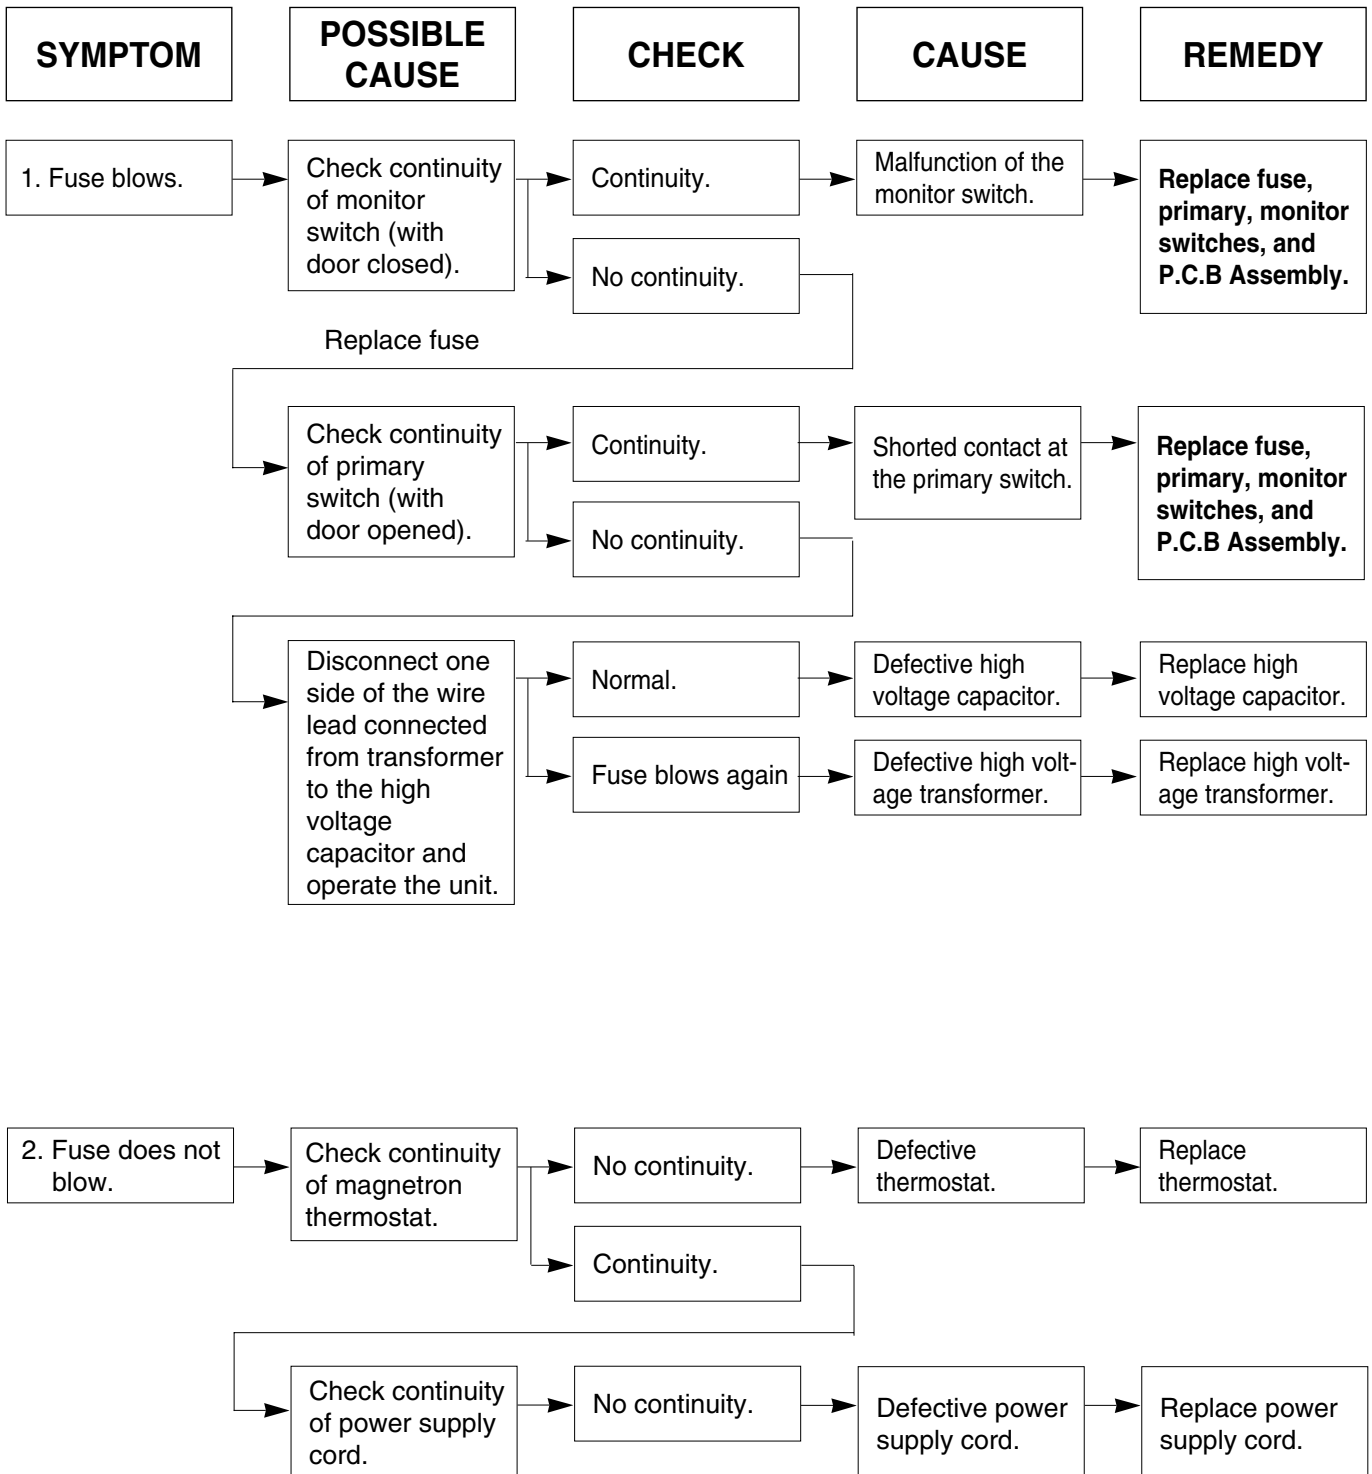 SYMPTOM
POSSIBLE
CAUSE
CHECK
CAUSE
REMEDY
1. Fuse blows.
Check continuity
of monitor
switch (with
door closed).
Continuity.
Malfunction of the
monitor switch.
Replace fuse,
primary, monitor
switches, and
P.C.B Assembly.
No continuity.
Replace fuse
Check continuity
of primary
switch (with
door opened).
Continuity.
Shorted contact at
the primary switch.
Replace fuse,
primary, monitor
switches, and
P.C.B Assembly.
No continuity.
Disconnect one
side of the wire
lead connected
from transformer
to the high
voltage
capacitor and
operate the unit.
Normal.
Defective high
voltage capacitor.
Replace high
voltage capacitor.
Fuse blows again
Defective high volt-
age transformer.
Replace high volt-
age transformer.
2. Fuse does not
blow.
Check continuity
of magnetron
thermostat.
No continuity.
Defective
thermostat.
Replace
thermostat.
Continuity.
Check continuity
of power supply
cord.
No continuity.
Defective power
supply cord.
Replace power
supply cord.